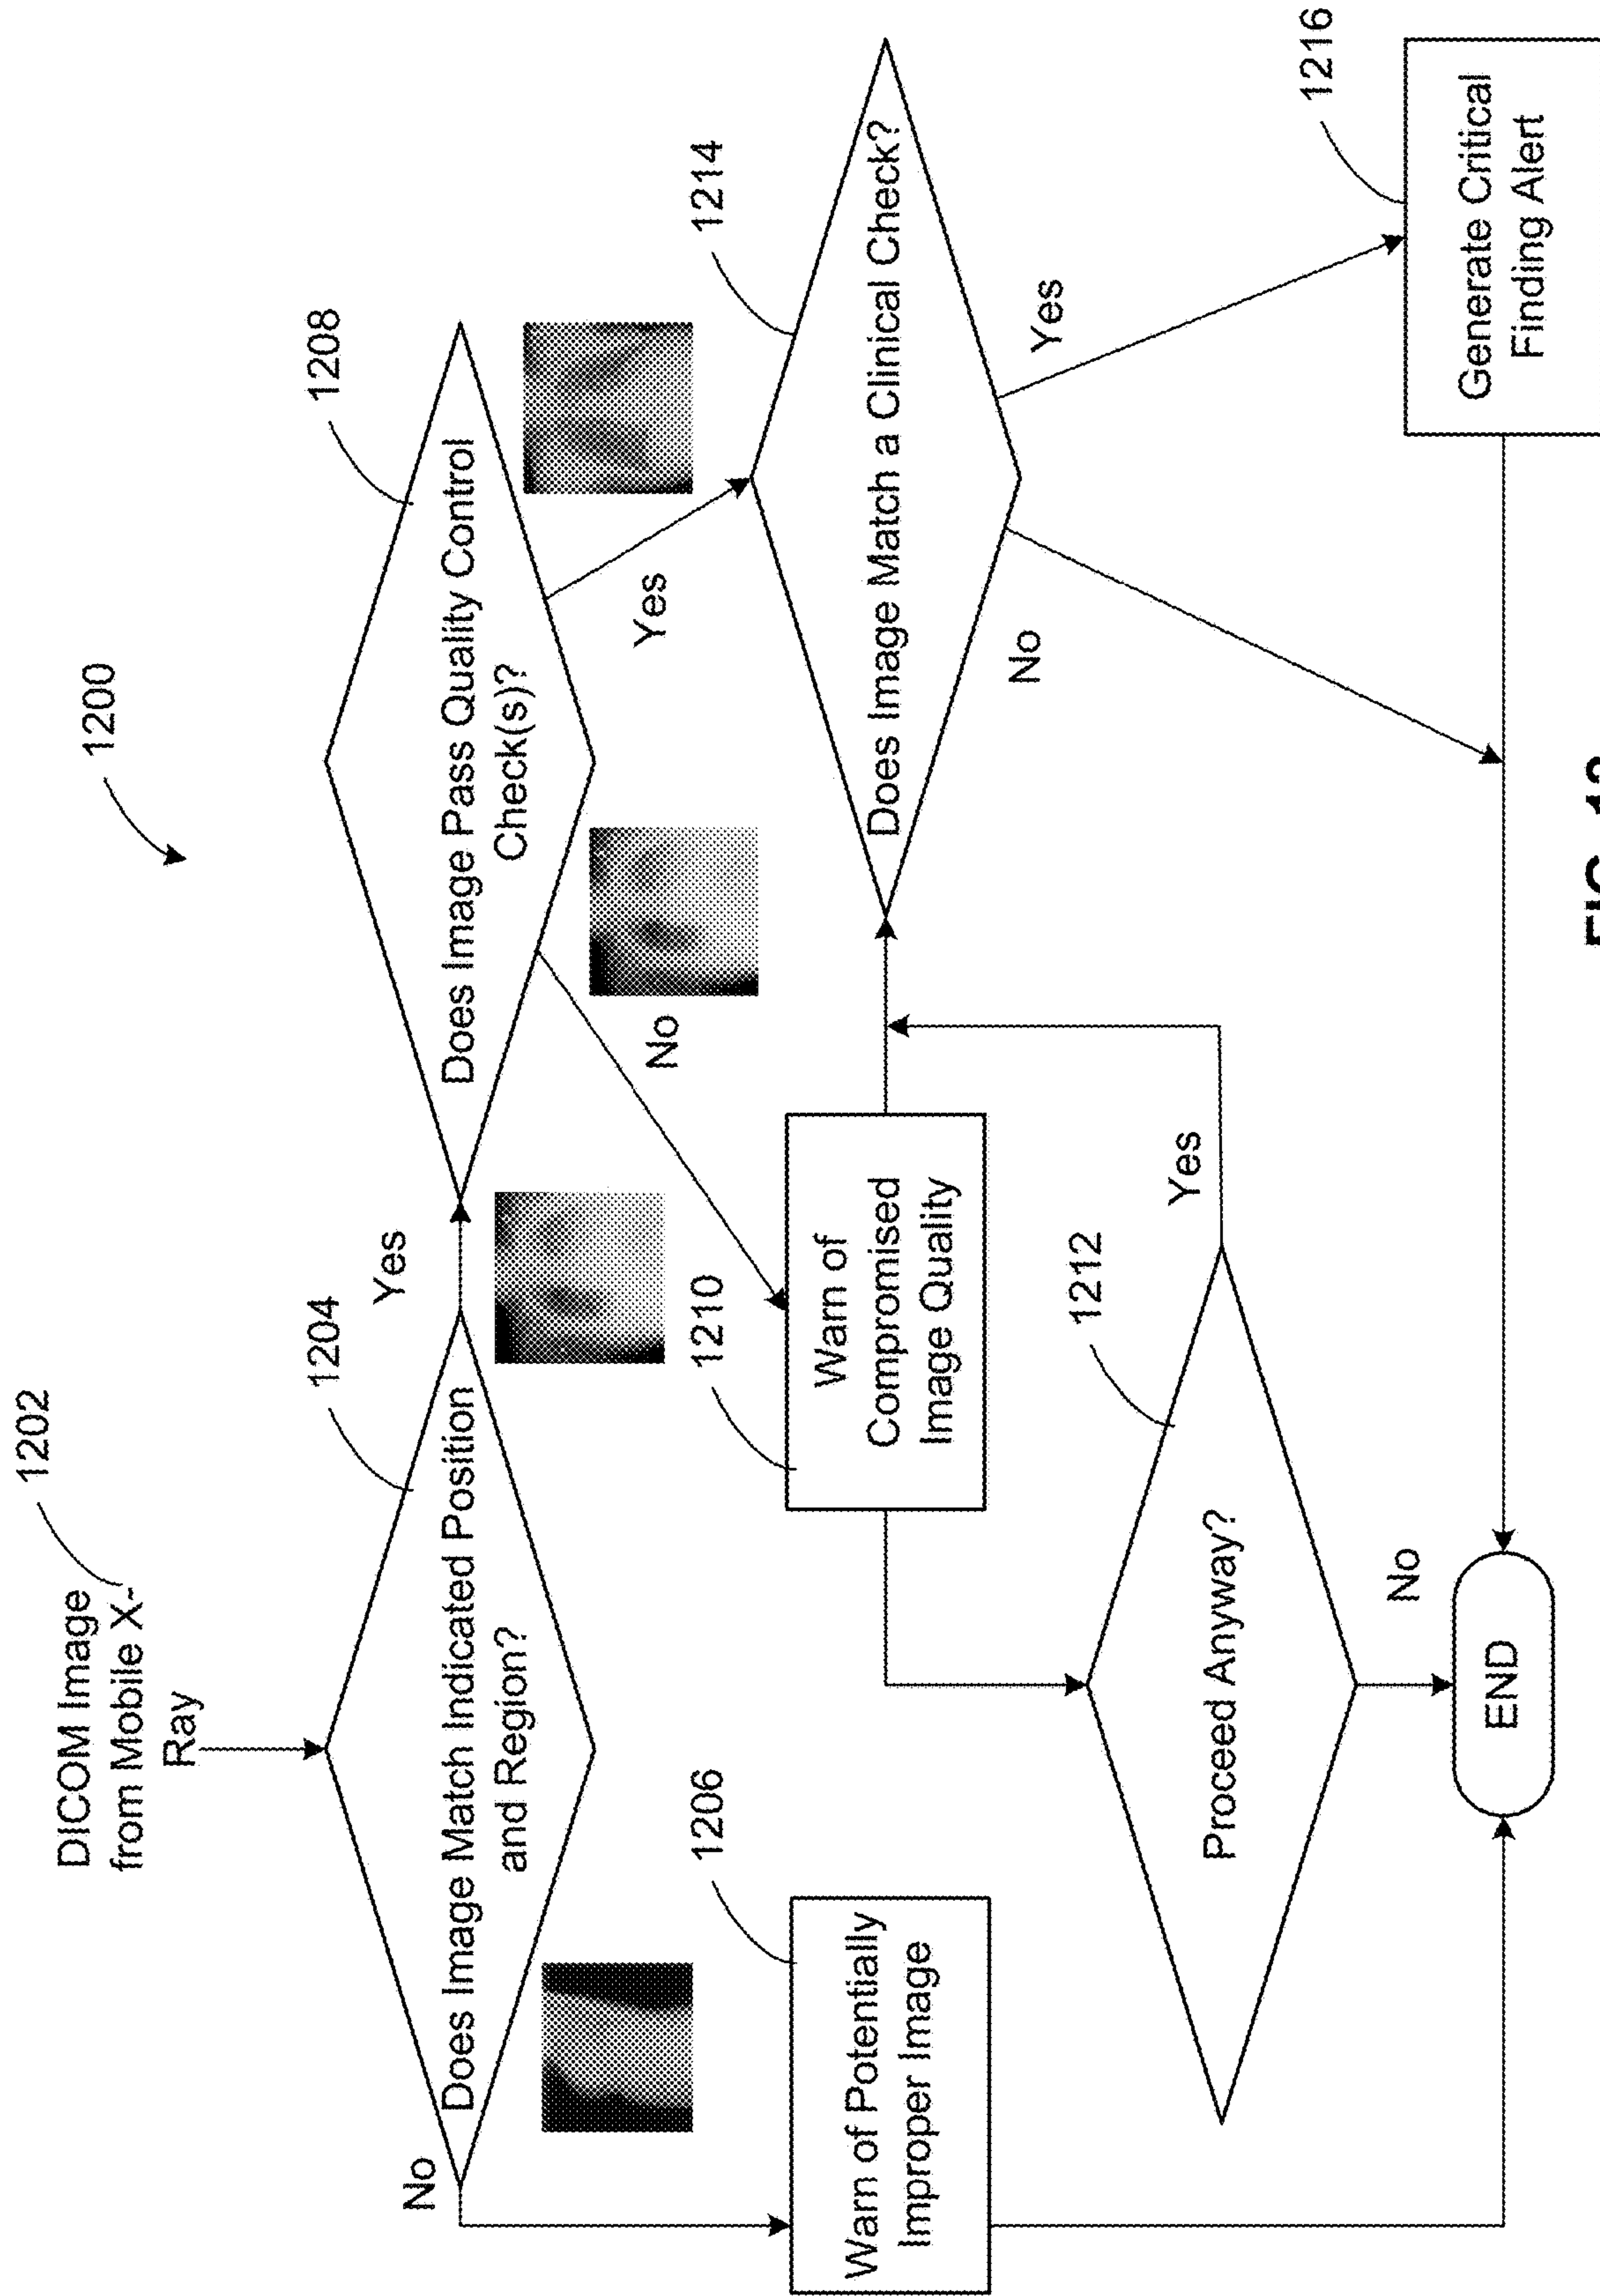 1200
DICOM Image
from Mobile X-
Ray
1202
1204
Does Image Match Indicated Position
and Region?
No
Yes
1208
Does Image Pass Quality Control
Check(s)?
No
Yes
1206
Warn of Potentially
Improper Image
1210
Warn of
Compromised
Image Quality
1214
Does Image Match a Clinical Check?
No
Yes
1212
Proceed Anyway?
Yes
No
END
1216
Generate Critical
Finding Alert
FIG.